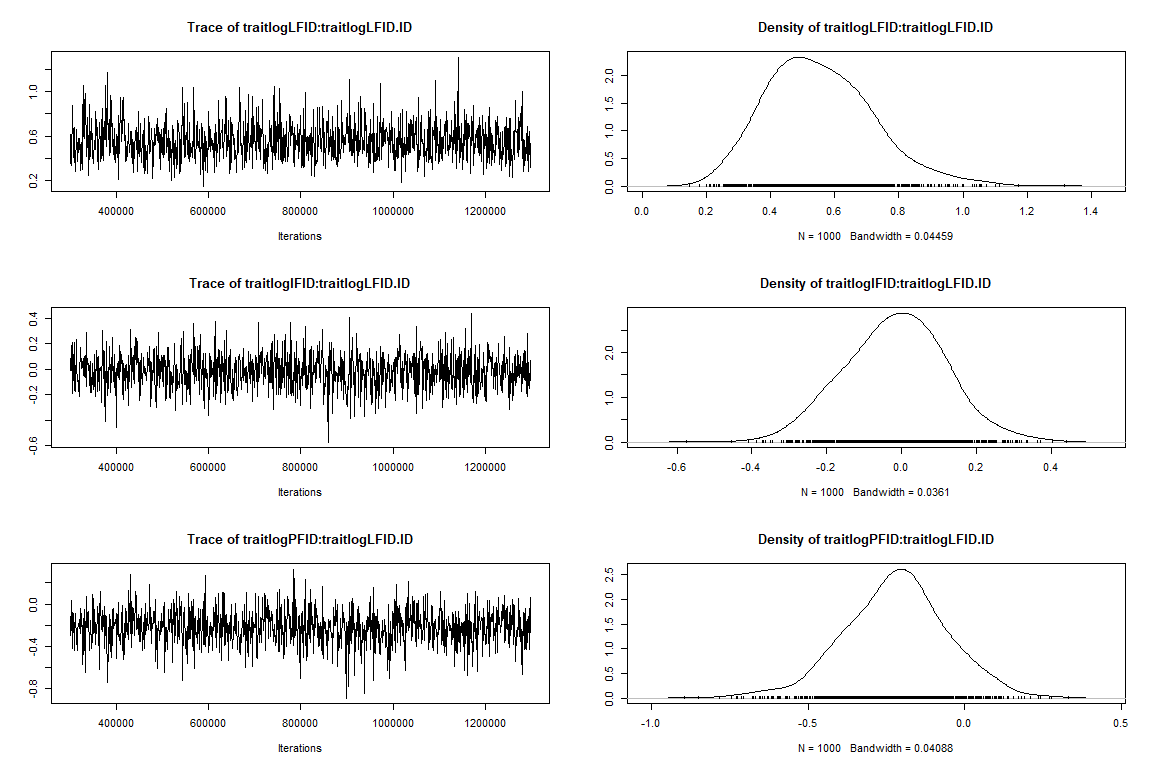 Trace of traitlogLFID:traitlogLFID.ID
Density of traitlogLFID:traitlogLFID.ID
0.2 0.6 1.0
400000 600000 800000 1000000 1200000
Iterations
0.0 0.5 1.0 1.5 2.0
0.0 0.2 0.4 0.6 0.8 1.0 1.2 1.4
N = 1000 Bandwidth = 0.04459
Trace of traitlogIFID:traitlogLFID.ID
Density of traitlogIFID:traitlogLFID.ID
-0.6 -0.2 0.0 0.2 0.4
400000 600000 800000 1000000 1200000
Iterations
0.0 1.0 2.0
-0.6 -0.4 -0.2 0.0 0.2 0.4
N = 1000 Bandwidth = 0.0361
Trace of traitlogPFID:traitlogLFID.ID
Density of traitlogPFID:traitlogLFID.ID
-0.8 -0.4 0.0
400000 600000 800000 1000000 1200000
Iterations
0.0 0.5 1.0 1.5 2.0 2.5
-1.0 -0.5 0.0 0.5
N = 1000 Bandwidth = 0.04088